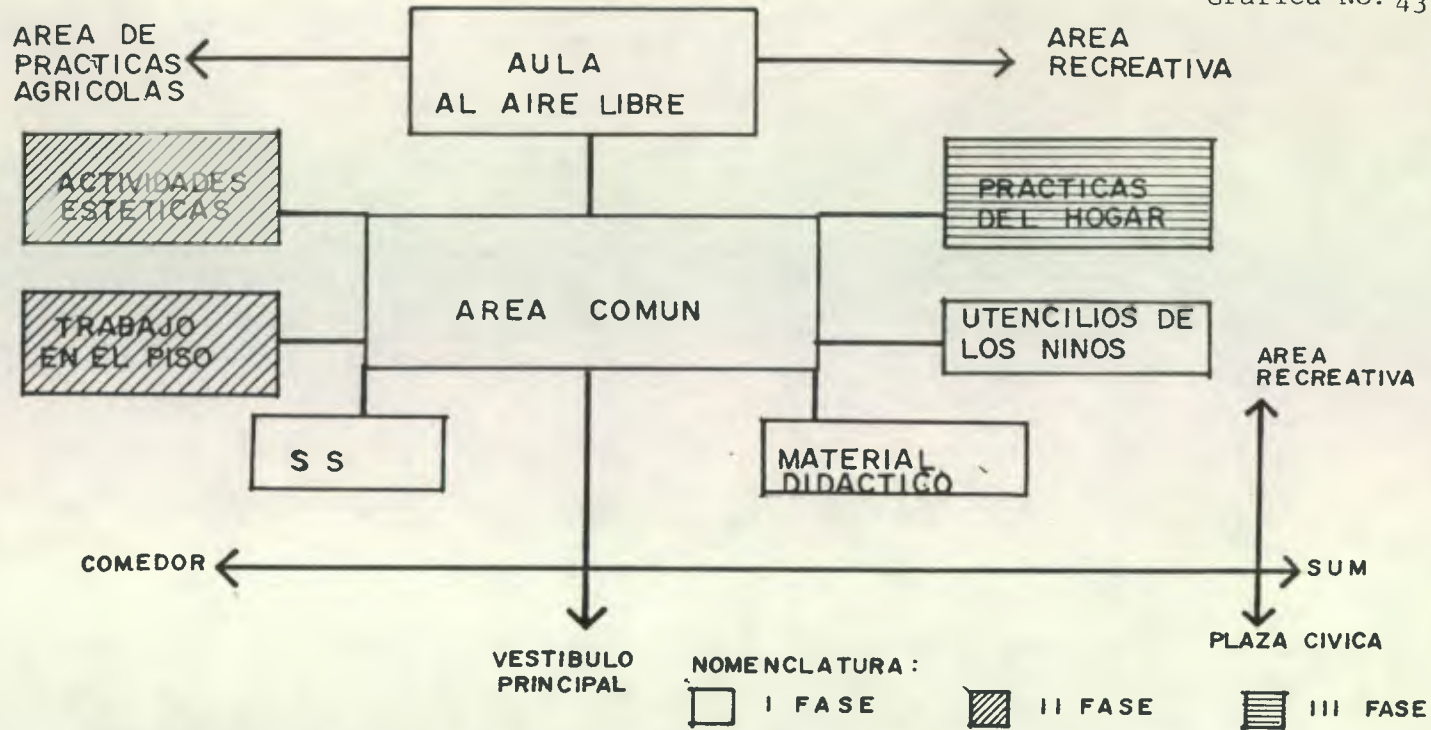 Gráfica No. 43
AREA DE
PRACTICAS
AGRICOLAS
AULA
AL AIRE LIBRE
AREA
RECREATIVA
ACTIVIDADES
ESTETICAS
PRACTICAS
DEL HOGAR
AREA COMUN
TRABAJO
EN EL PISO
UTENCILIOS DE
LOS NINOS
AREA
RECREATIVA
S S
MATERIAL
DIDACTICO
COMEDOR
SUM
VESTIBULO
PRINCIPAL
PLAZA CIVICA
NOMENCLATURA:
I FASE
II FASE
III FASE